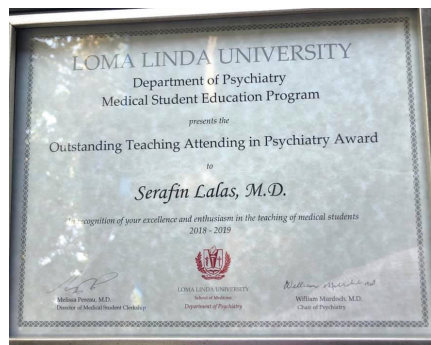 LOMA LINDA UNIVERSITY
Department of Psychiatry
Medical Student Education Program
presents the
Outstanding Teaching Attending in Psychiatry Award
to
Serafin Lalas, M.D.
recognition of your excellence and enthusiasm in the teaching of medical students
2018 - 2019
LOMA LINDA UNIVERSITY
School of Medicine
Department of Psychiatry
Melissa Pereau, M.D.
Director of Medical Student Clerkship
William Murdoch, M.D.
Chair of Psychiatry